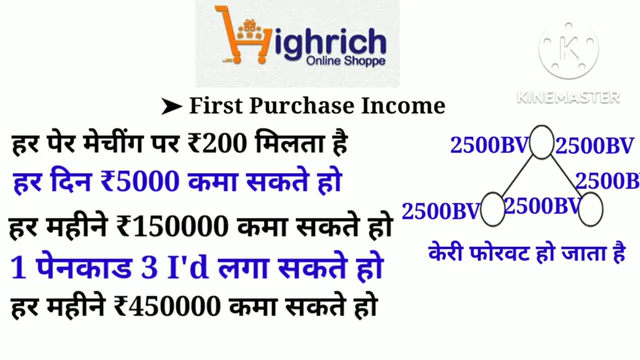 Highrich
Online Shoppe
KINEMASTER
➤ First Purchase Income
हर पेर मेचींग पर ₹200 मिलता है
हर दिन ₹5000 कमा सकते हो
हर महीने ₹150000 कमा सकते हो
1 पेनकाड 3 I'd लगा सकते हो
हर महीने ₹450000 कमा सकते हो
2500BV 2500BV
2500BV
2500BV 2500BV
केरी फोरवट हो जाता है